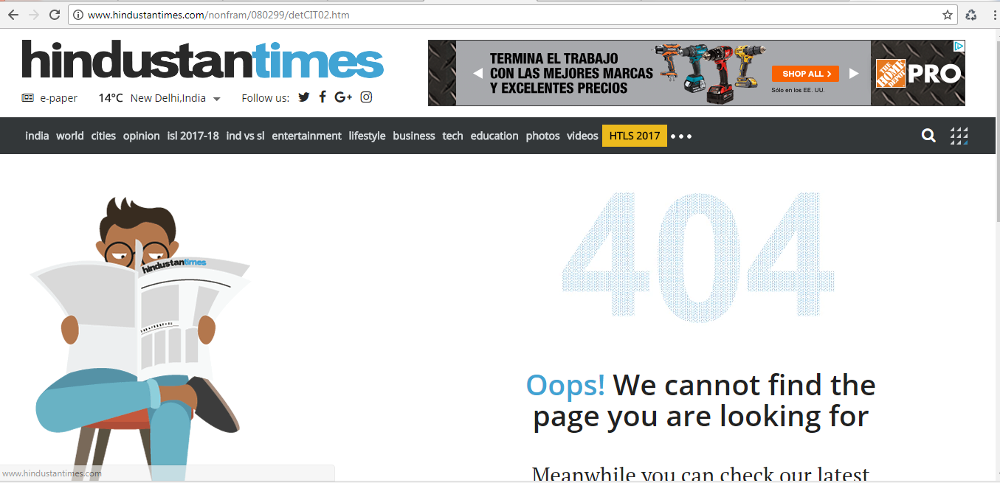 www.hindustantimes.com/nonfram/080299/detCIT02.htm
hindustantimes
e-paper 14°C New Delhi,India Follow us:
TERMINA EL TRABAJO
CON LAS MEJORES MARCAS
Y EXCELENTES PRECIOS
SHOP ALL
Sólo en los EE. UU.
THE HOME DEPOT PRO
india world cities opinion isl 2017-18 ind vs sl entertainment lifestyle business tech education photos videos HTLS 2017
404
hindustantimes
Oops! We cannot find the
page you are looking for
Meanwhile you can check our latest
www.hindustantimes.com